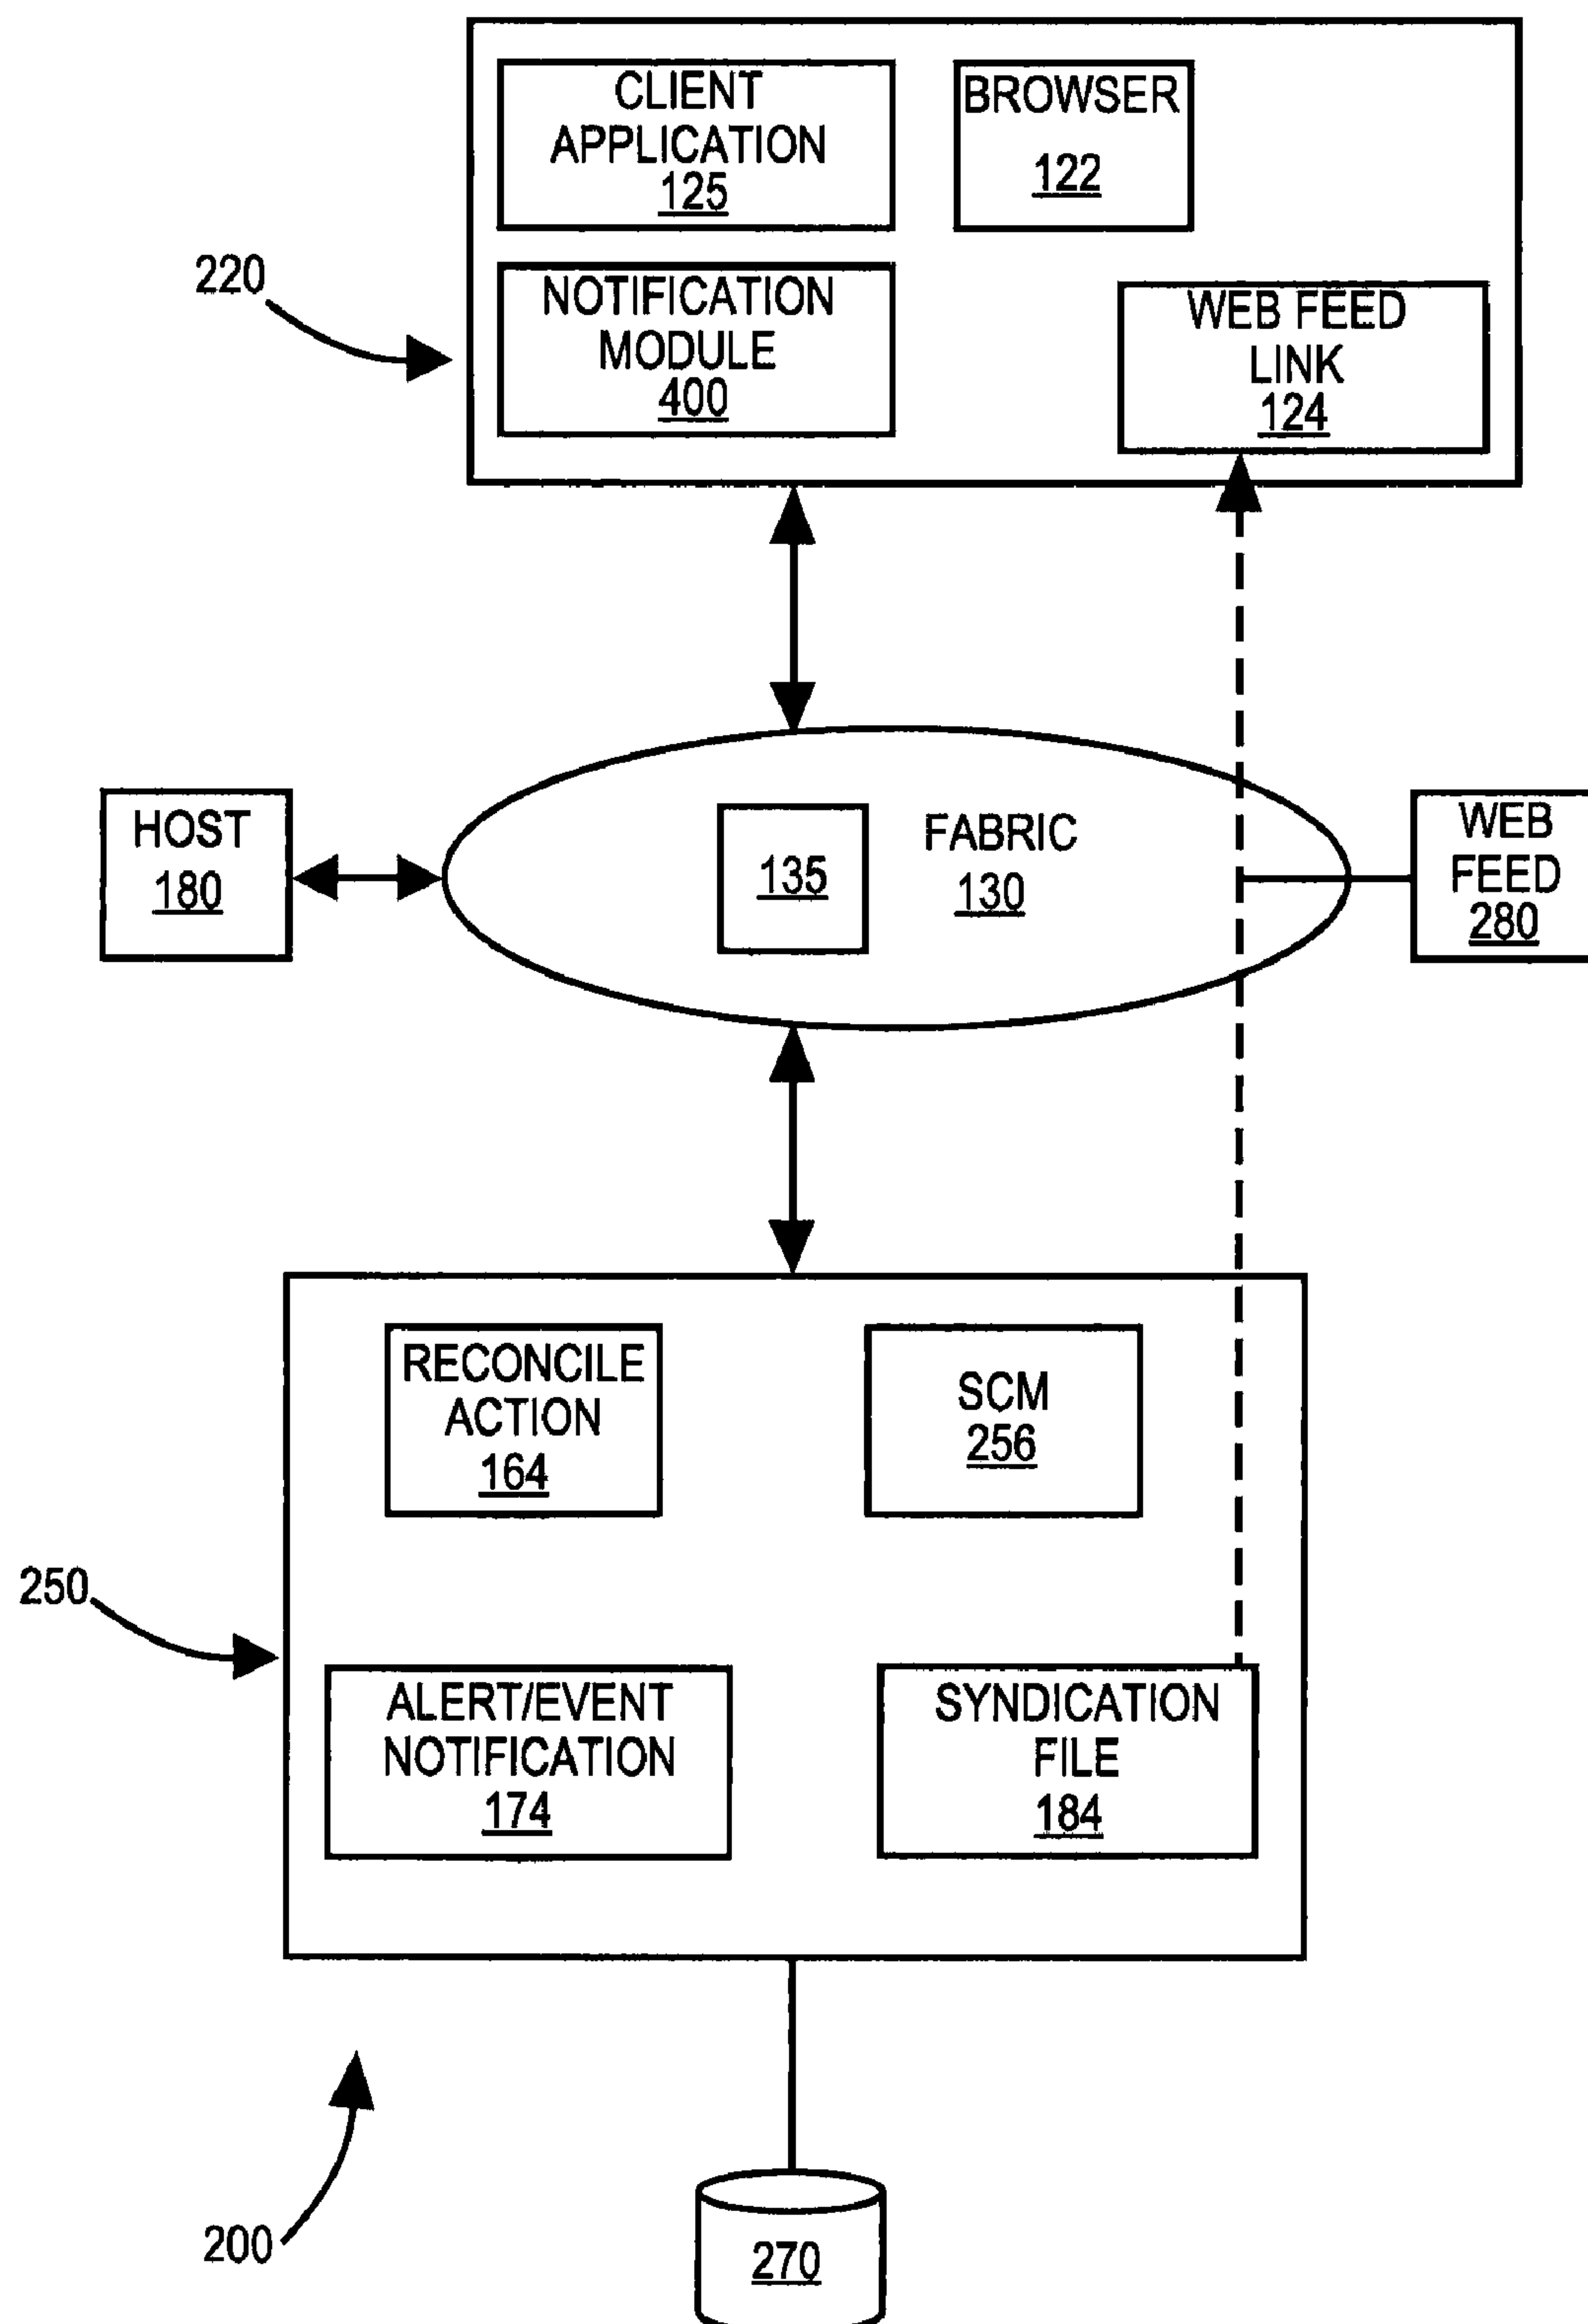 CLIENT
APPLICATION
125
BROWSER
122
220
NOTIFICATION
MODULE
400
WEB FEED
LINK
124
HOST
180
135
FABRIC
130
WEB
FEED
280
RECONCILE
ACTION
164
SCM
256
250
ALERT/EVENT
NOTIFICATION
174
SYNDICATION
FILE
184
200
270